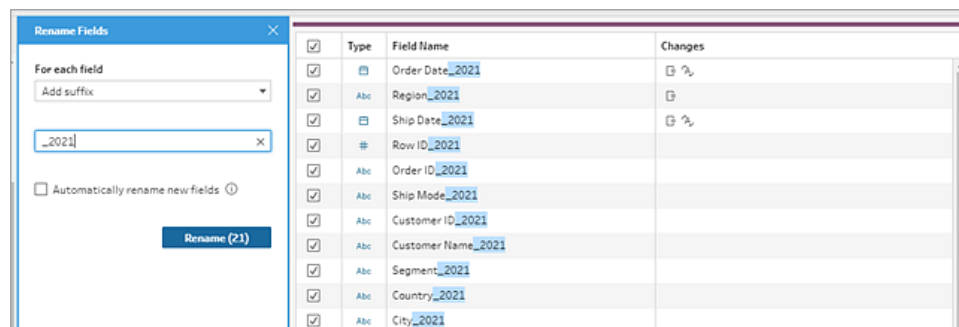 Rename Fields
For each field
Add suffix
_2021
Automatically rename new fields
Rename (21)
Type Field Name Changes
Order Date_2021
Abc Region_2021
Ship Date_2021
# Row ID_2021
Abc Order ID_2021
Abc Ship Mode_2021
Abc Customer ID_2021
Abc Customer Name_2021
Abc Segment_2021
Abc Country_2021
Abc City_2021